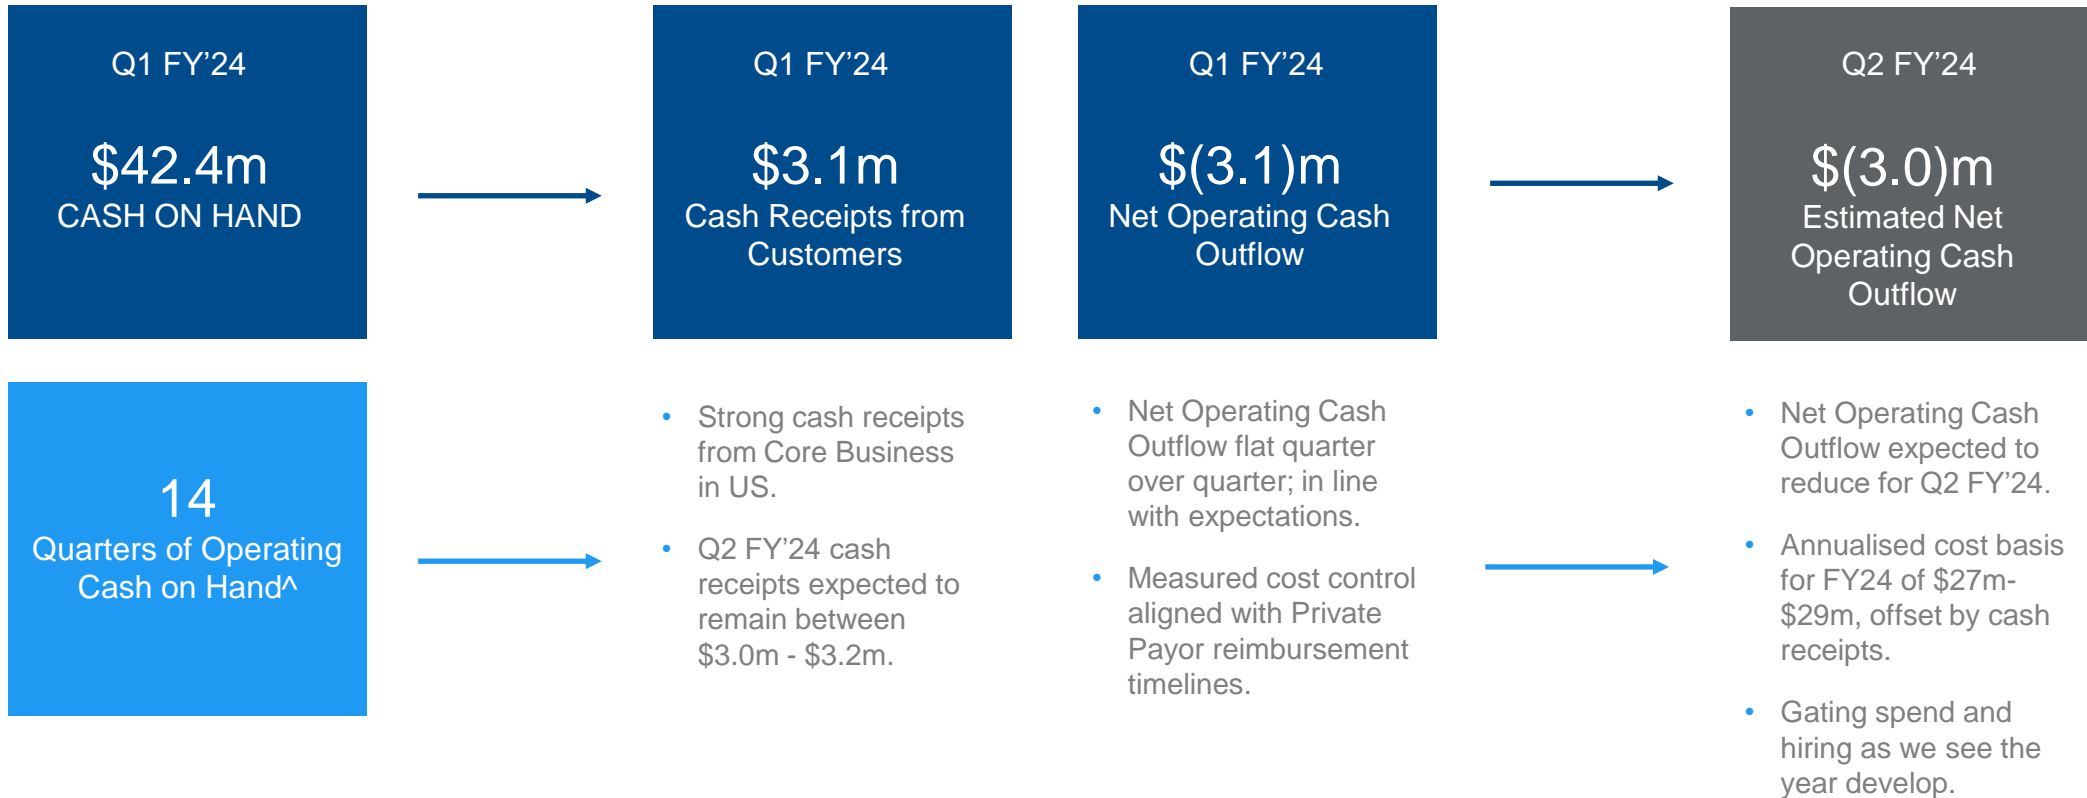 Q1 FY’24
$42.4m
CASH ON HAND
Q1 FY’24
$3.1m
Cash Receipts from
Customers
Q1 FY’24
$(3.1)m
Net Operating Cash
Outflow
Q2 FY’24
$(3.0)m
Estimated Net
Operating Cash
Outflow
14
Quarters of Operating
Cash on Hand^
• Strong cash receipts
from Core Business
in US.
• Q2 FY’24 cash
receipts expected to
remain between
$3.0m - $3.2m.
• Net Operating Cash
Outflow flat quarter
over quarter; in line
with expectations.
• Measured cost control
aligned with Private
Payor reimbursement
timelines.
• Net Operating Cash
Outflow expected to
reduce for Q2 FY’24.
• Annualised cost basis
for FY24 of $27m-
$29m, offset by cash
receipts.
• Gating spend and
hiring as we see the
year develop.